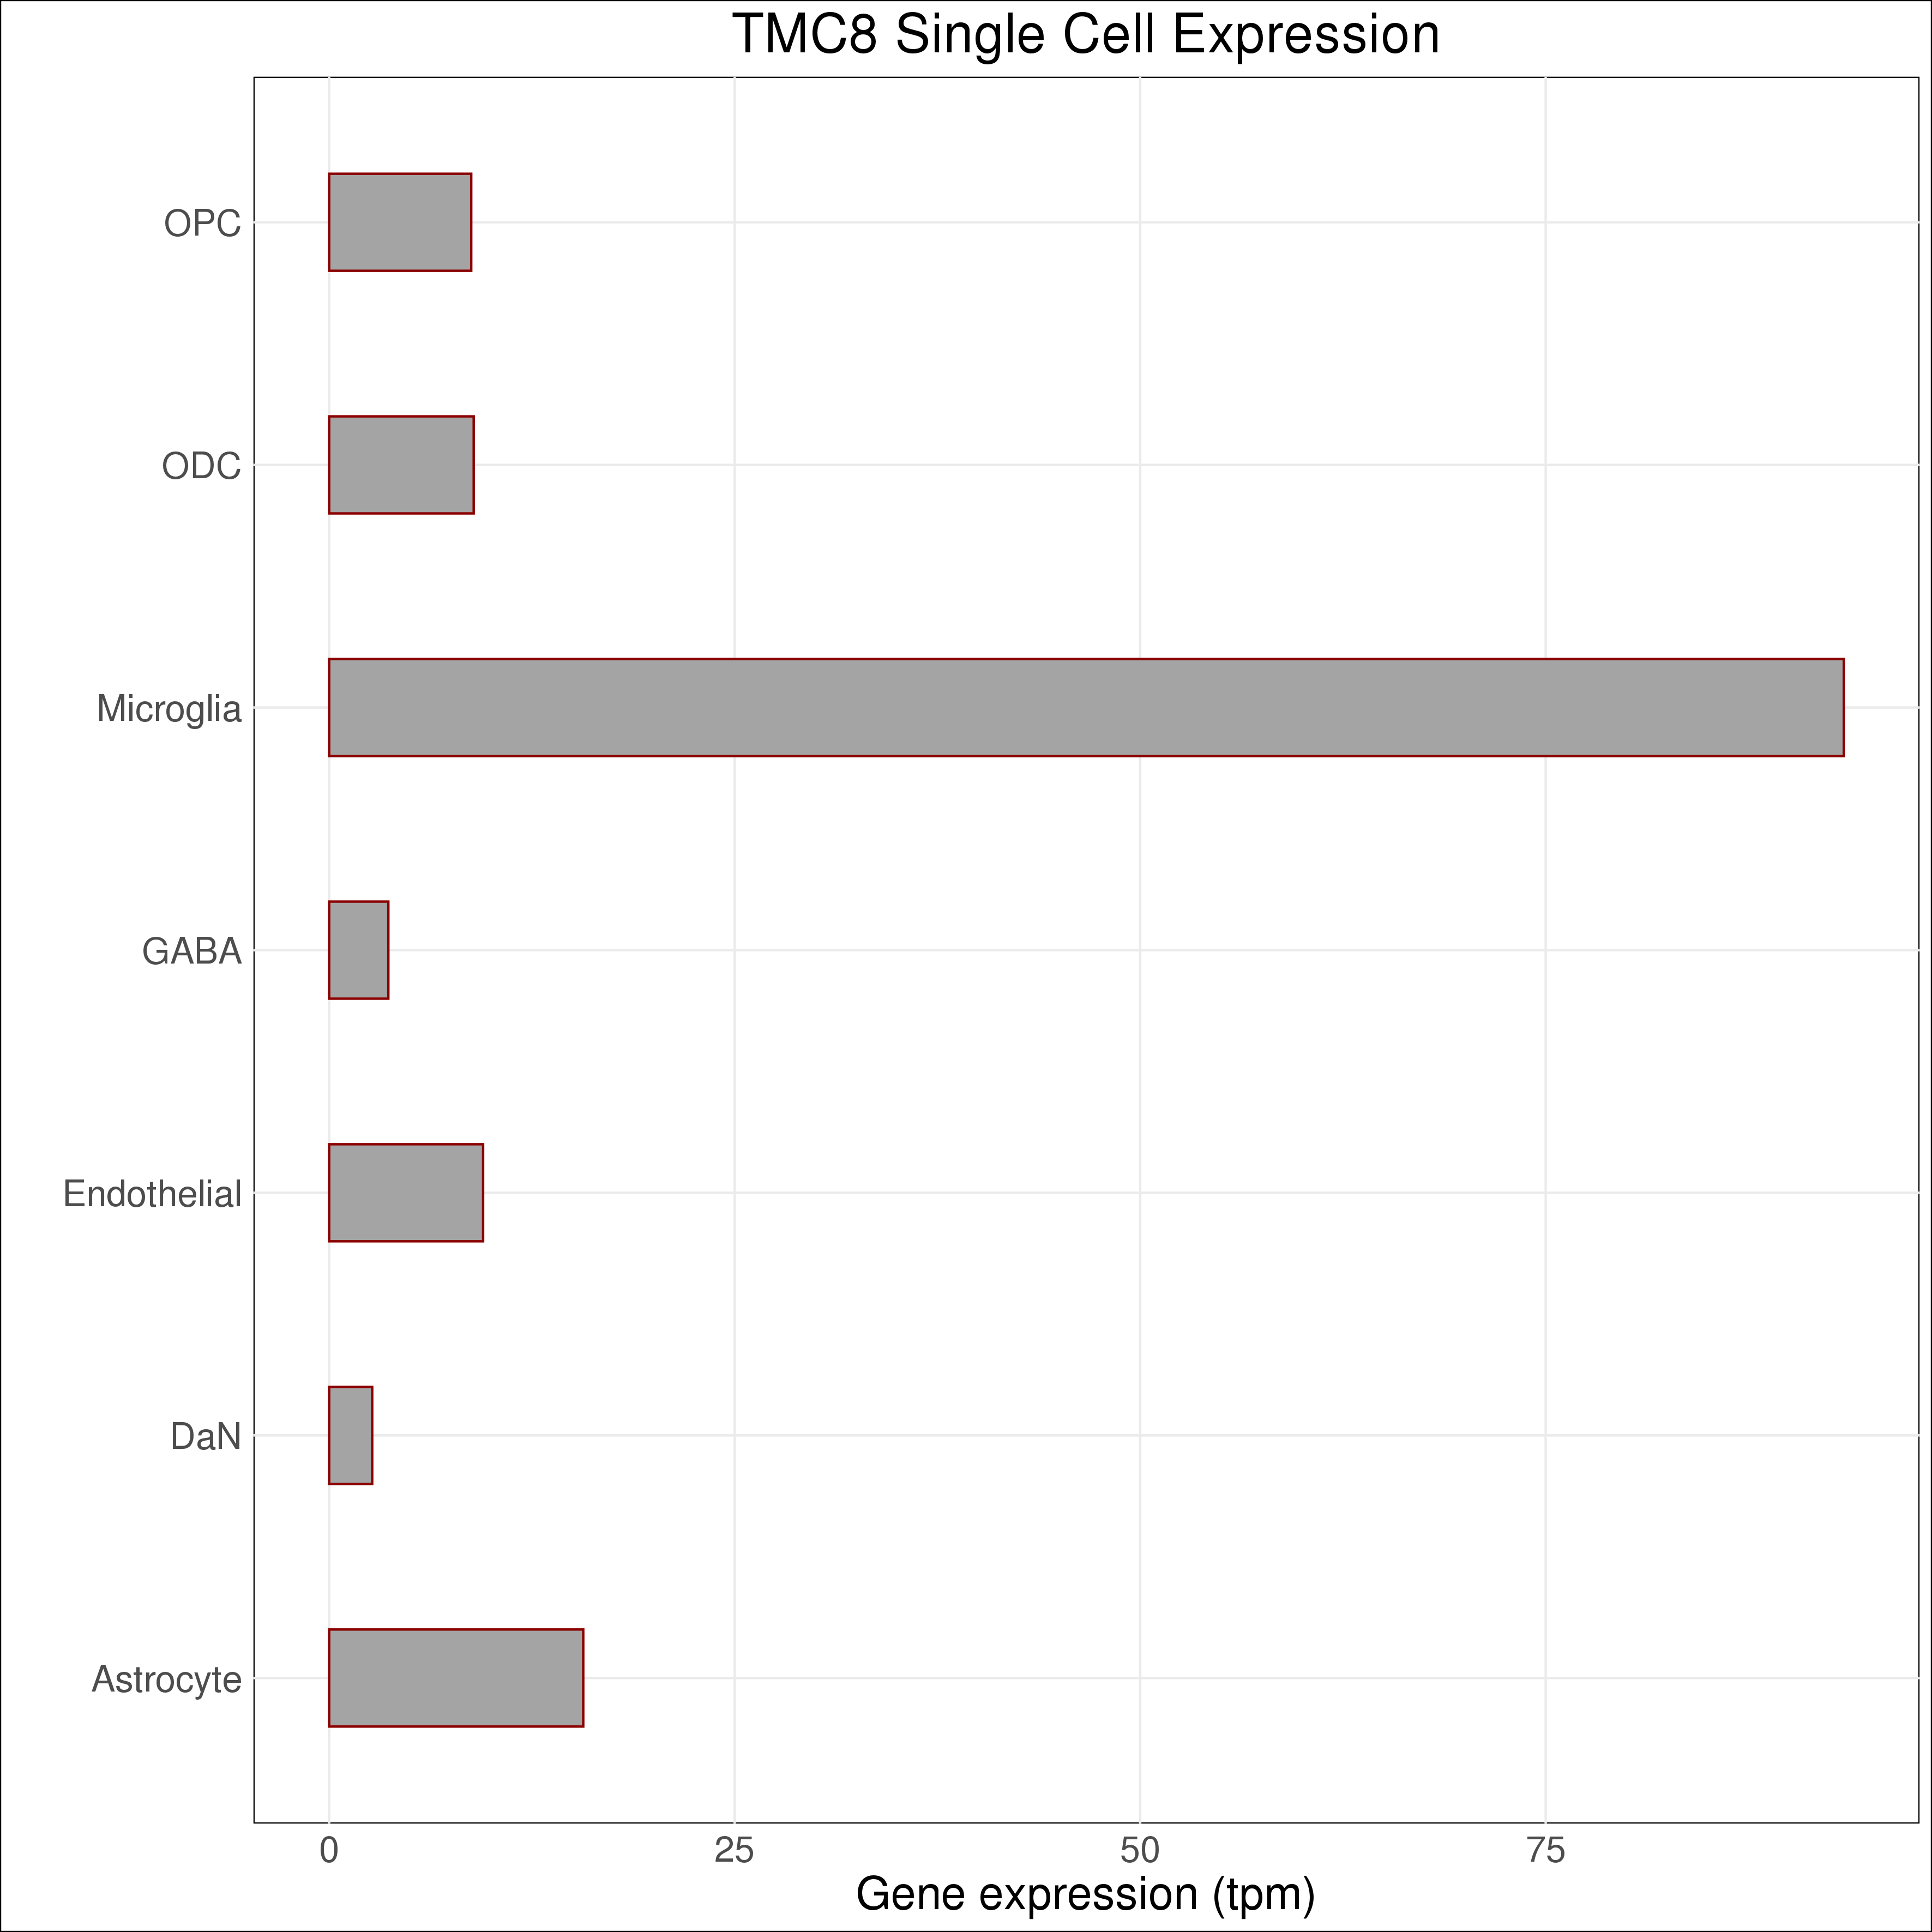 TMC8 Single Cell Expression
OPC
ODC
Microglia
GABA
Endothelial
DaN
Astrocyte
0 25 50 75
Gene expression (tpm)